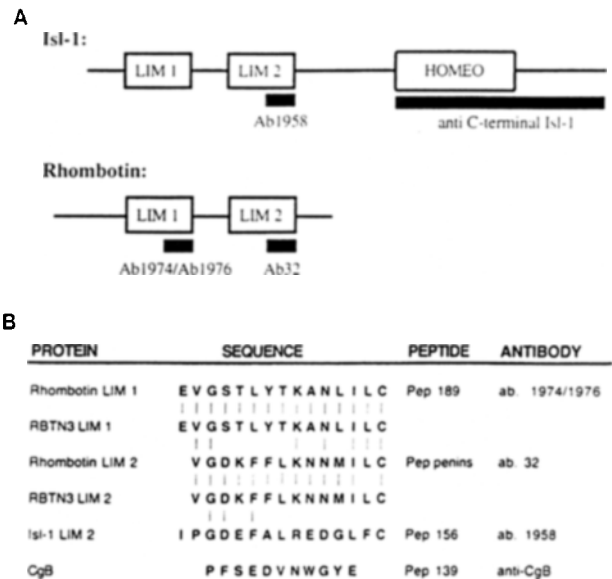 A
Isl-1:
LIM 1 LIM 2 HOMEO
Ab1958 anti C-terminal Isl-1
Rhombotin:
LIM 1 LIM 2
Ab1974/Ab1976 Ab32
B
PROTEIN SEQUENCE PEPTIDE ANTIBODY
Rhombotin LIM 1 E V G S T L Y T K A N L I L C Pep 189 ab. 1974/1976
RBTN3 LIM 1 E V G S T L Y T K A N L I L C
Rhombotin LIM 2 V G D K F F L K N N M I L C Pep penins ab. 32
RBTN3 LIM 2 V G D K F F L K N N M I L C
Isl-1 LIM 2 I P G D E F A L R E D G L F C Pep 156 ab. 1958
CgB P F S E D V N W G Y E Pep 139 anti-CgB